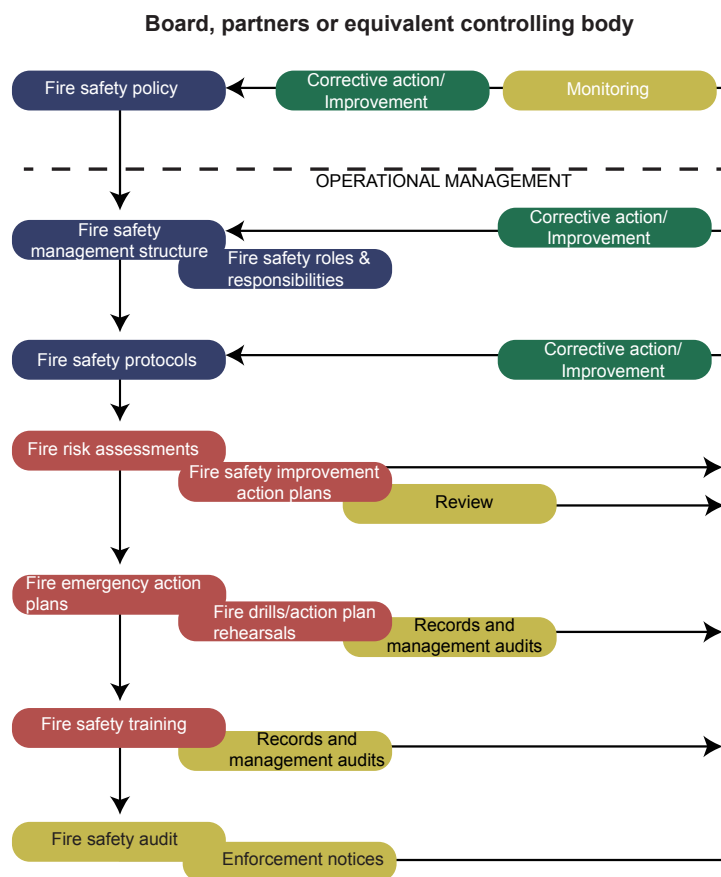 Board, partners or equivalent controlling body
Fire safety policy
Corrective action/
Improvement
Monitoring
OPERATIONAL MANAGEMENT
Fire safety
management structure
Fire safety roles &
responsibilities
Corrective action/
Improvement
Fire safety protocols
Corrective action/
Improvement
Fire risk assessments
Fire safety improvement
action plans
Review
Fire emergency action
plans
Fire drills/action plan
rehearsals
Records and
management audits
Fire safety training
Records and
management audits
Fire safety audit
Enforcement notices